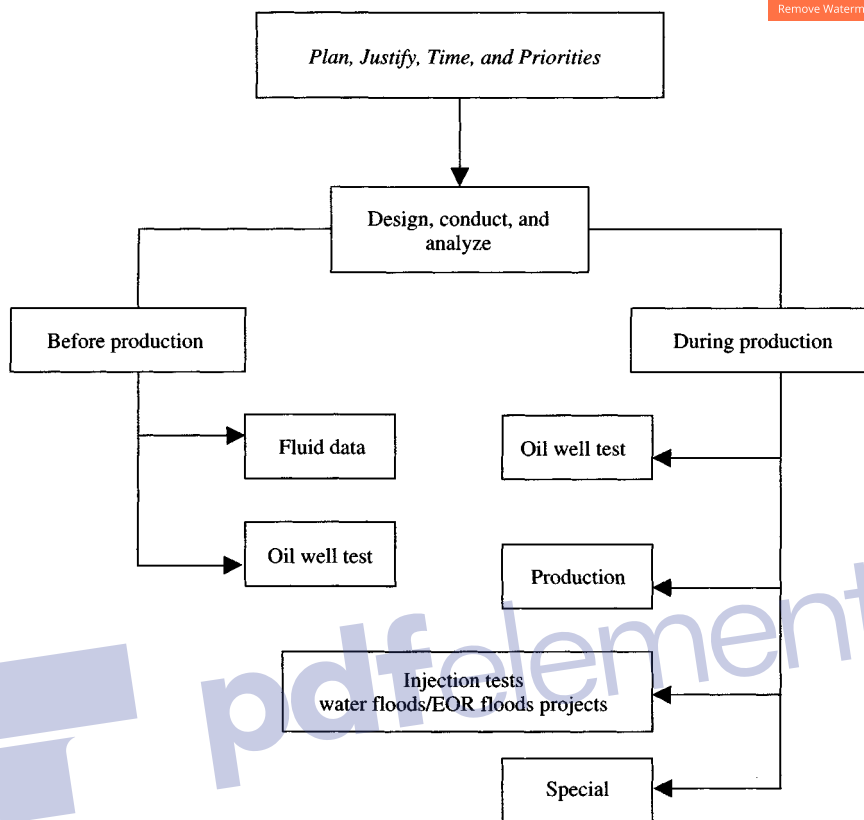 Remove Waterm
Plan, Justify, Time, and Priorities
Design, conduct, and
analyze
Before production
During production
Fluid data
Oil well test
Oil well test
Production
Injection tests
water floods/EOR floods projects
Special
pdfelement